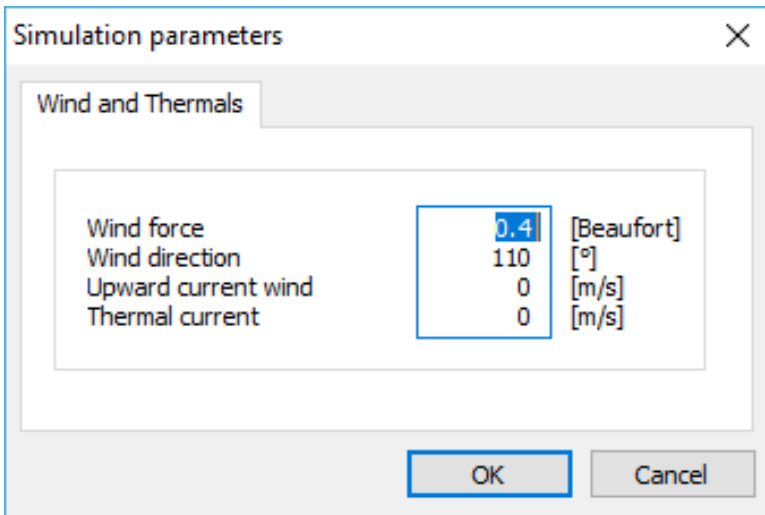 Simulation parameters
Wind and Thermals
Wind force 0.4 [Beaufort]
Wind direction 110 [°]
Upward current wind 0 [m/s]
Thermal current 0 [m/s]
OK Cancel